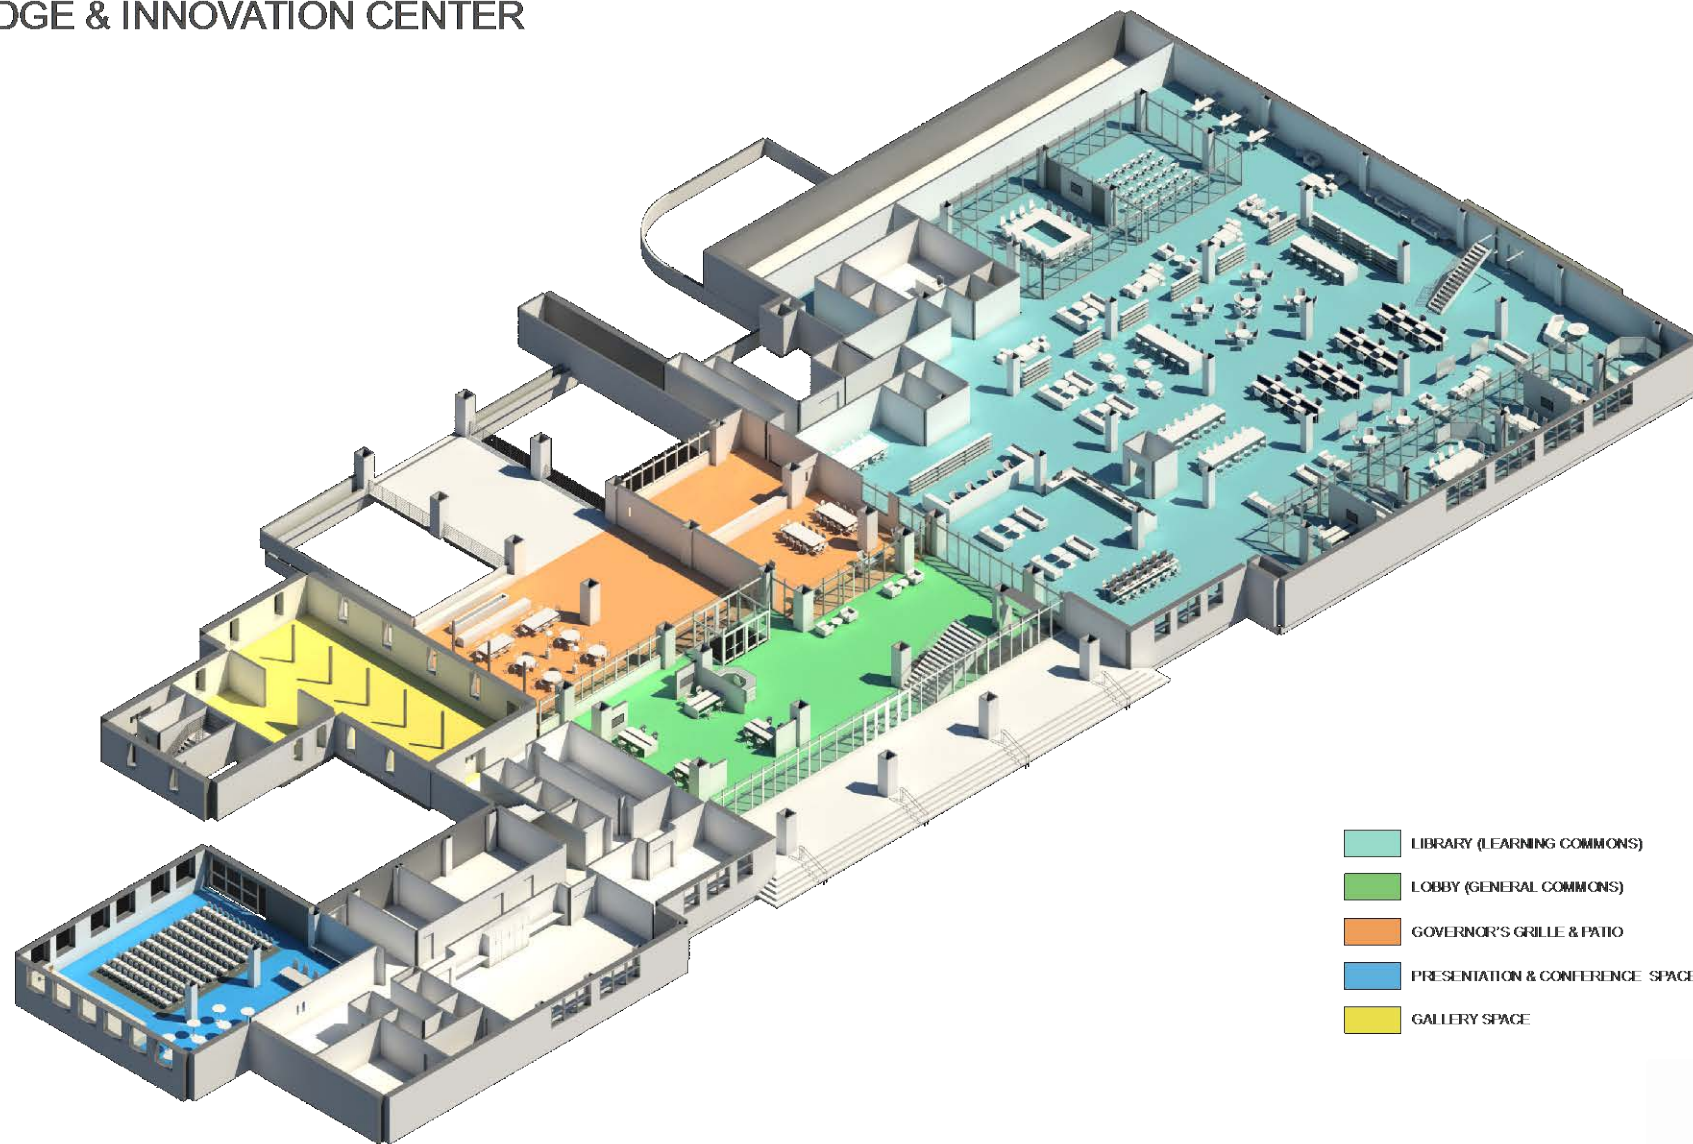 DGE & INNOVATION CENTER
LIBRARY (LEARNING COMMONS)
LOBBY (GENERAL COMMONS)
GOVERNOR'S GRILLE & PATIO
PRESENTATION & CONFERENCE SPACE
GALLERY SPACE